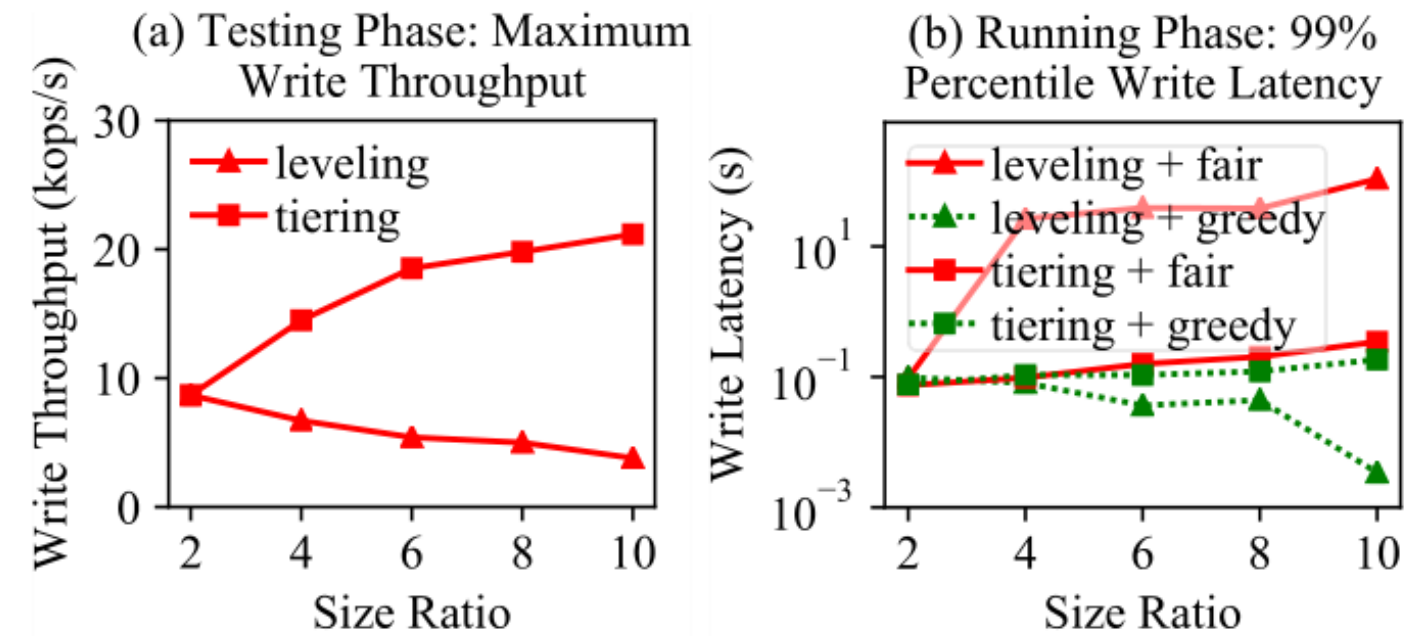 (a) Testing Phase: Maximum
Write Throughput
Write Throughput (kops/s)
30
20
10
0
leveling
tiering
2 4 6 8 10
Size Ratio
(b) Running Phase: 99%
Percentile Write Latency
Write Latency (s)
10^1
10^−1
10^−3
leveling + fair
leveling + greedy
tiering + fair
tiering + greedy
2 4 6 8 10
Size Ratio